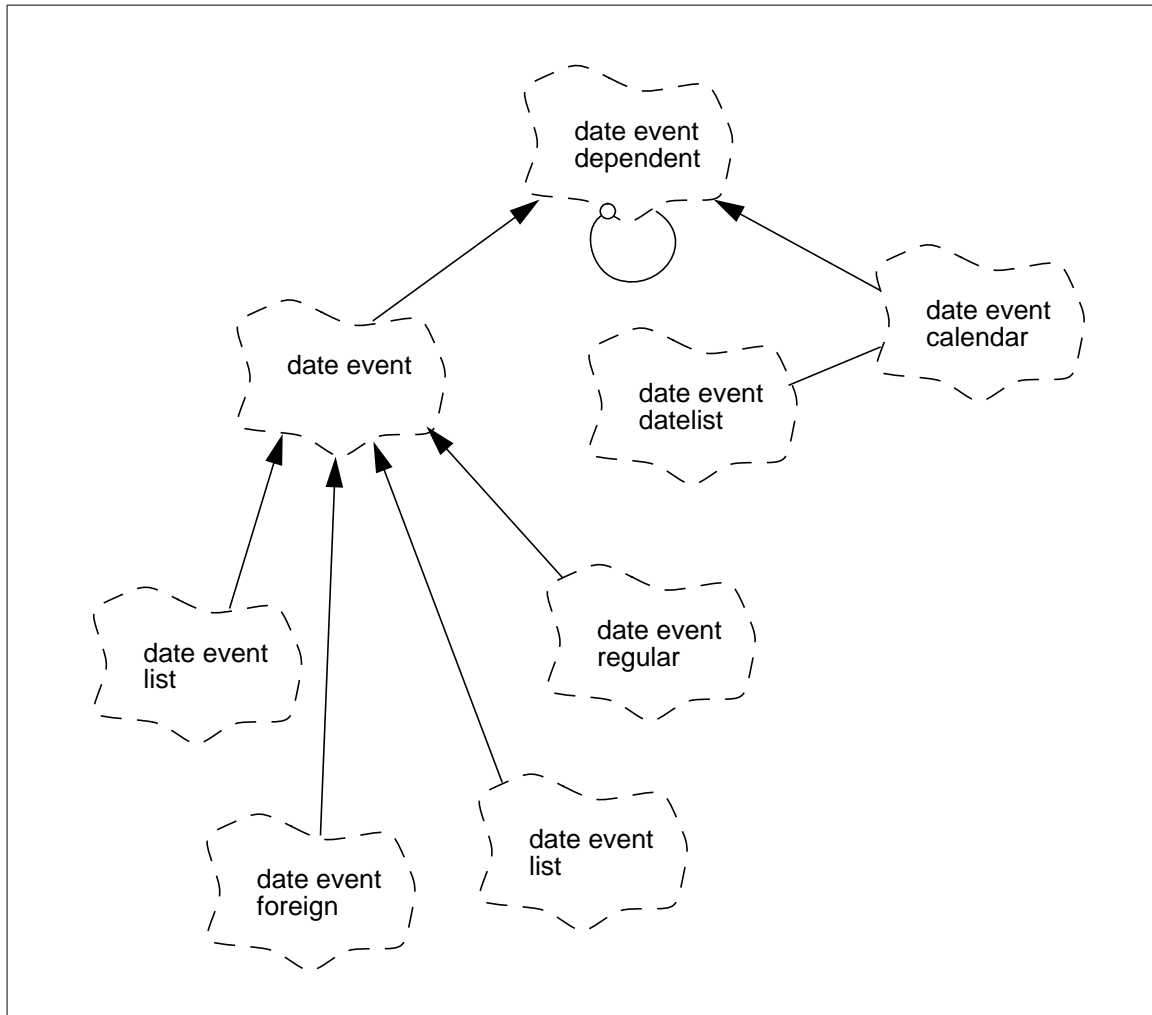 date event
dependent
date event
calendar
date event
date event
datelist
date event
list
date event
regular
date event
list
date event
foreign